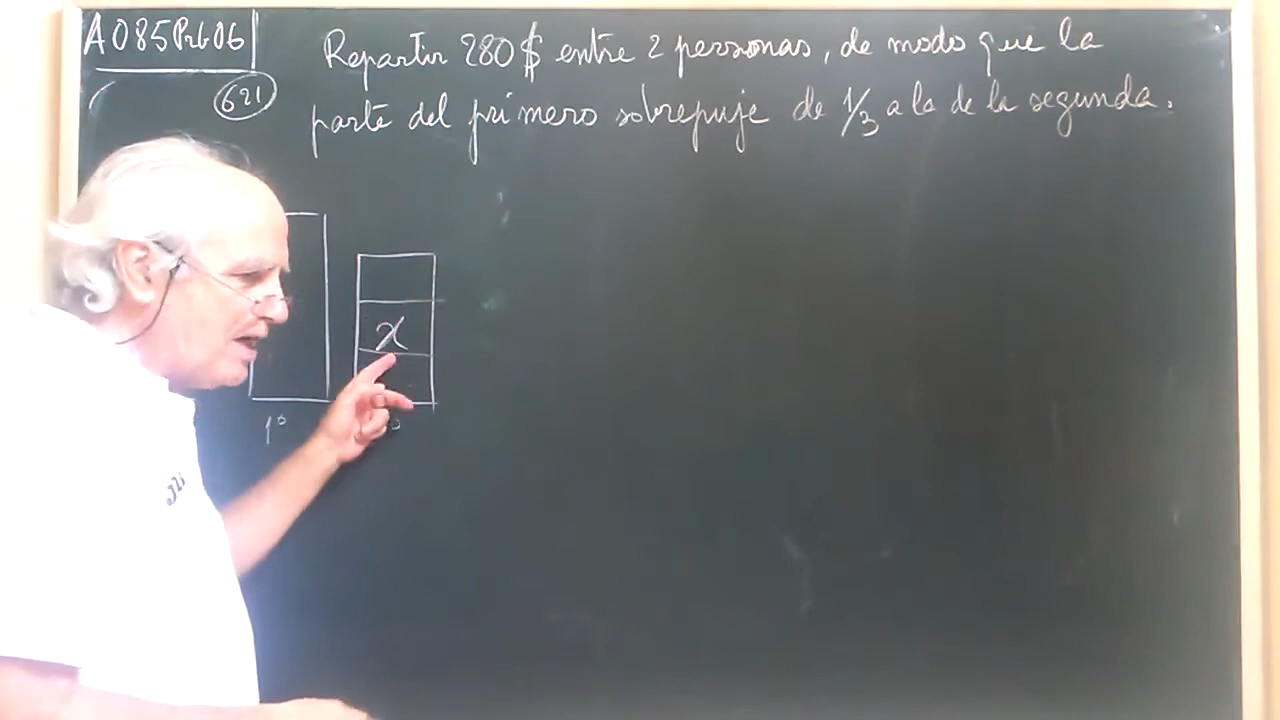 A085Prb06
621
Repartir 280$ entre 2 personas, de modo que la
parte del primero sobrepuje de 1/3 a la de la segunda.
x
1º